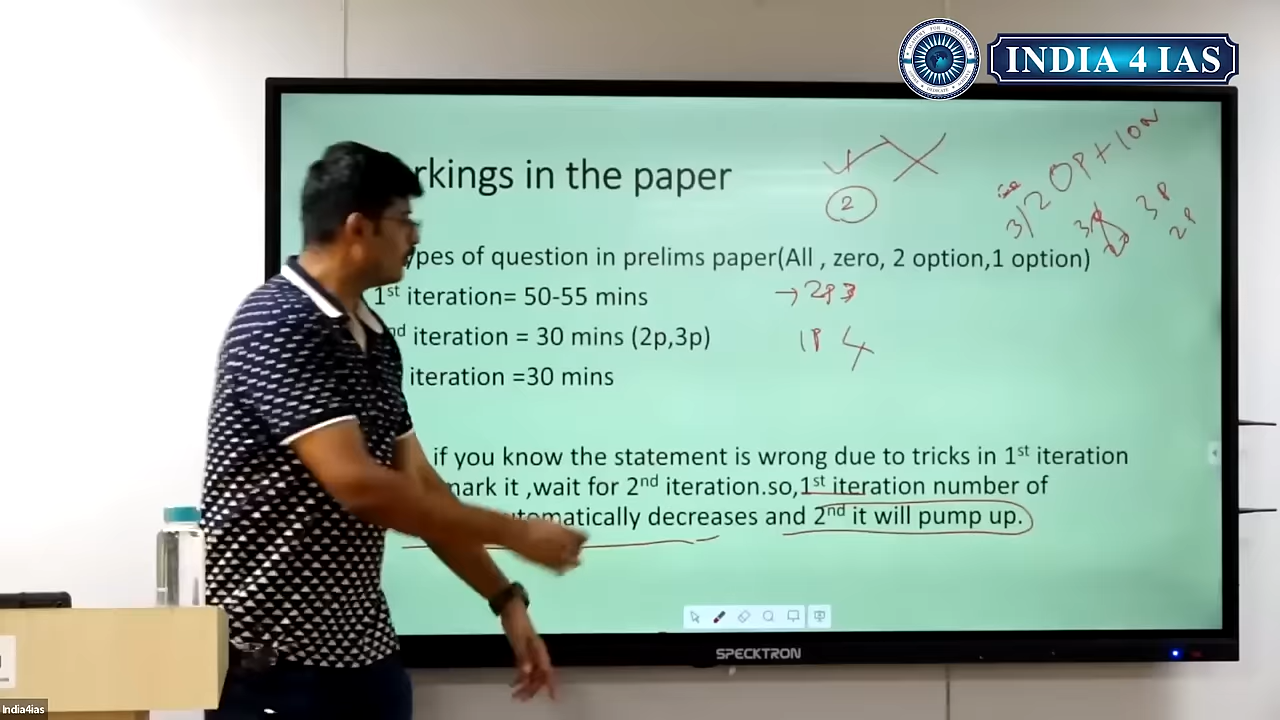 INDIA 4 IAS
rkings in the paper
2
3/2 OPtION
3P
2P
ypes of question in prelims paper(All , zero, 2 option,1 option)
1st iteration= 50-55 mins
nd iteration = 30 mins (2p,3p)
1P 4
iteration =30 mins
if you know the statement is wrong due to tricks in 1st iteration
mark it ,wait for 2nd iteration.so,1st iteration number of
tomatically decreases and 2nd it will pump up.
SPECKTRON
India4ias